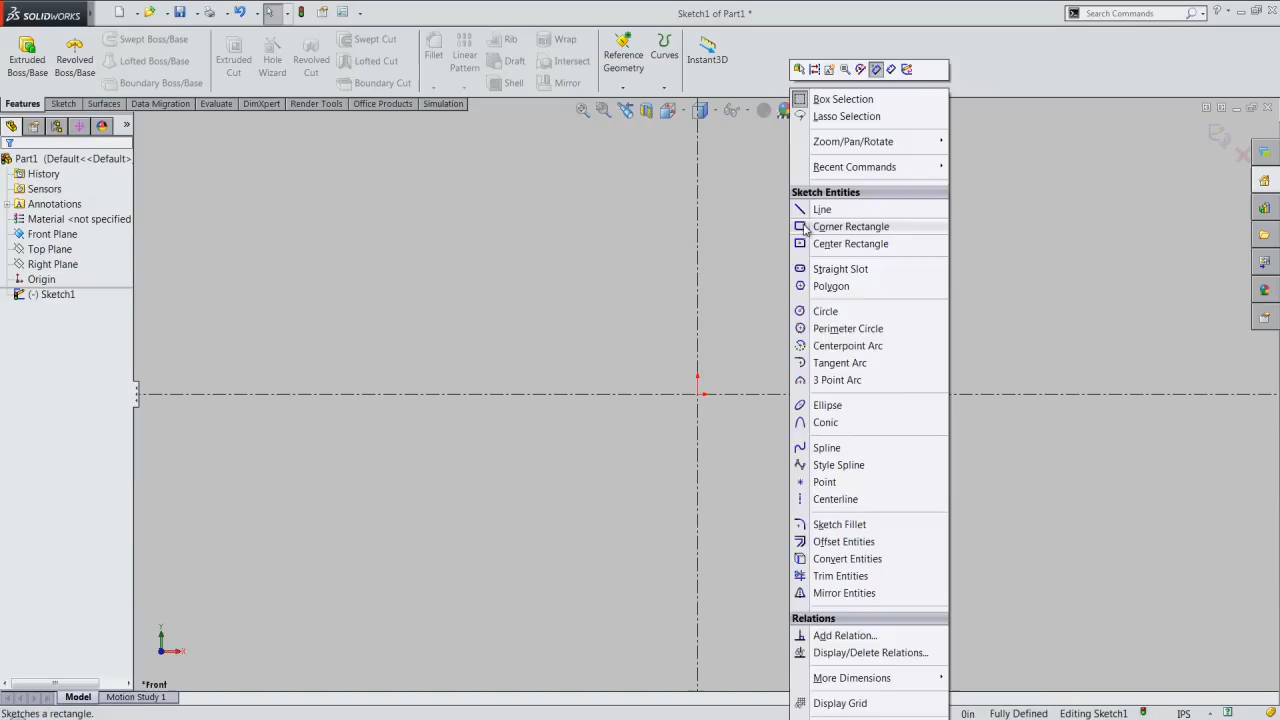 SOLIDWORKS
Sketch1 of Part1 *
Search Commands
Extruded Boss/Base
Revolved Boss/Base
Swept Boss/Base
Lofted Boss/Base
Boundary Boss/Base
Extruded Cut
Hole Wizard
Revolved Cut
Swept Cut
Lofted Cut
Boundary Cut
Fillet
Linear Pattern
Rib
Draft
Shell
Wrap
Intersect
Mirror
Reference Geometry
Curves
Instant3D
Features
Sketch
Surfaces
Data Migration
Evaluate
DimXpert
Render Tools
Office Products
Simulation
Part1 (Default<<Default>
History
Sensors
Annotations
Material <not specified
Front Plane
Top Plane
Right Plane
Origin
(-) Sketch1
Box Selection
Lasso Selection
Zoom/Pan/Rotate
Recent Commands
Sketch Entities
Line
Corner Rectangle
Center Rectangle
Straight Slot
Polygon
Circle
Perimeter Circle
Centerpoint Arc
Tangent Arc
3 Point Arc
Ellipse
Conic
Spline
Style Spline
Point
Centerline
Sketch Fillet
Offset Entities
Convert Entities
Trim Entities
Mirror Entities
Relations
Add Relation...
Display/Delete Relations...
More Dimensions
Display Grid
Y
X
*Front
Model
Motion Study 1
Sketches a rectangle.
0in
Fully Defined
Editing Sketch1
IPS